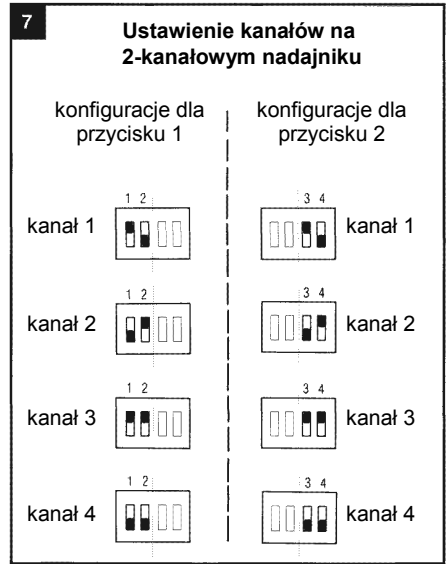 7
Ustawienie kanałów na
2-kanałowym nadajniku
konfiguracje dla
przycisku 1
konfiguracje dla
przycisku 2
1 2
kanał 1
3 4
kanał 1
1 2
kanał 2
3 4
kanał 2
1 2
kanał 3
3 4
kanał 3
1 2
kanał 4
3 4
kanał 4